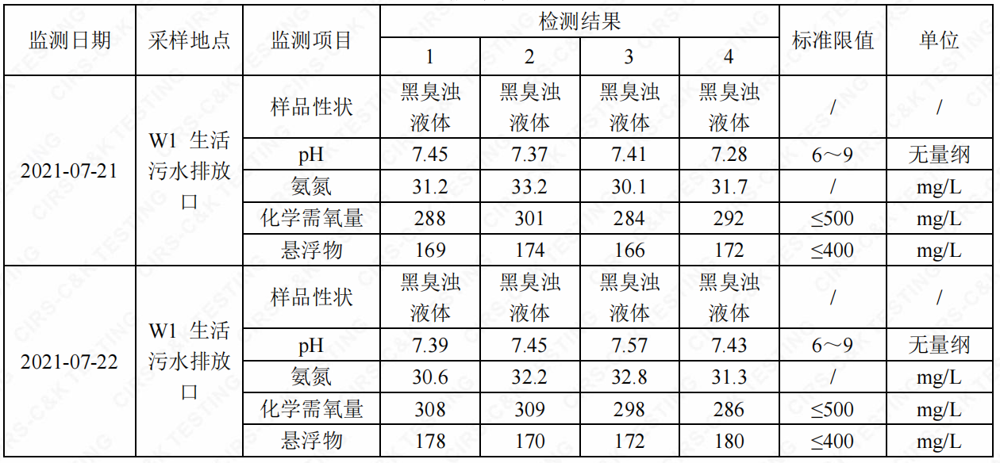 监测日期 采样地点 监测项目 检测结果 标准限值 单位
1 2 3 4
2021-07-21 W1 生活污水排放口 样品性状 黑臭浊液体 黑臭浊液体 黑臭浊液体 黑臭浊液体 / /
pH 7.45 7.37 7.41 7.28 6～9 无量纲
氨氮 31.2 33.2 30.1 31.7 / mg/L
化学需氧量 288 301 284 292 ≤500 mg/L
悬浮物 169 174 166 172 ≤400 mg/L
2021-07-22 W1 生活污水排放口 样品性状 黑臭浊液体 黑臭浊液体 黑臭浊液体 黑臭浊液体 / /
pH 7.39 7.45 7.57 7.43 6～9 无量纲
氨氮 30.6 32.2 32.8 31.3 / mg/L
化学需氧量 308 309 298 286 ≤500 mg/L
悬浮物 178 170 172 180 ≤400 mg/L
CIRS-C&K TESTING